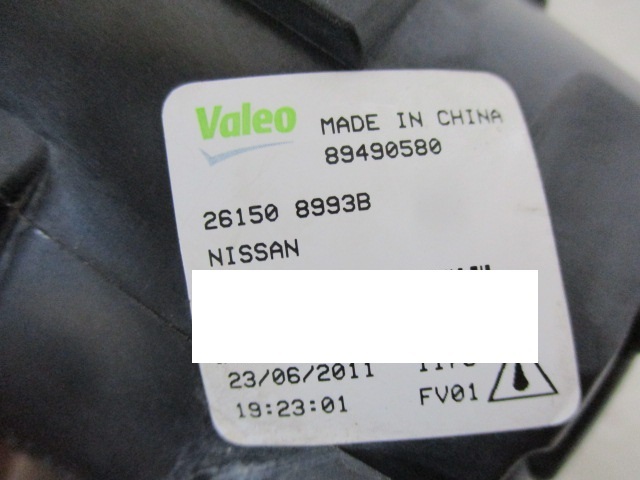 Valeo
MADE IN CHINA
89490580
26150 8993B
NISSAN
23/06/2011
19:23:01
FV01